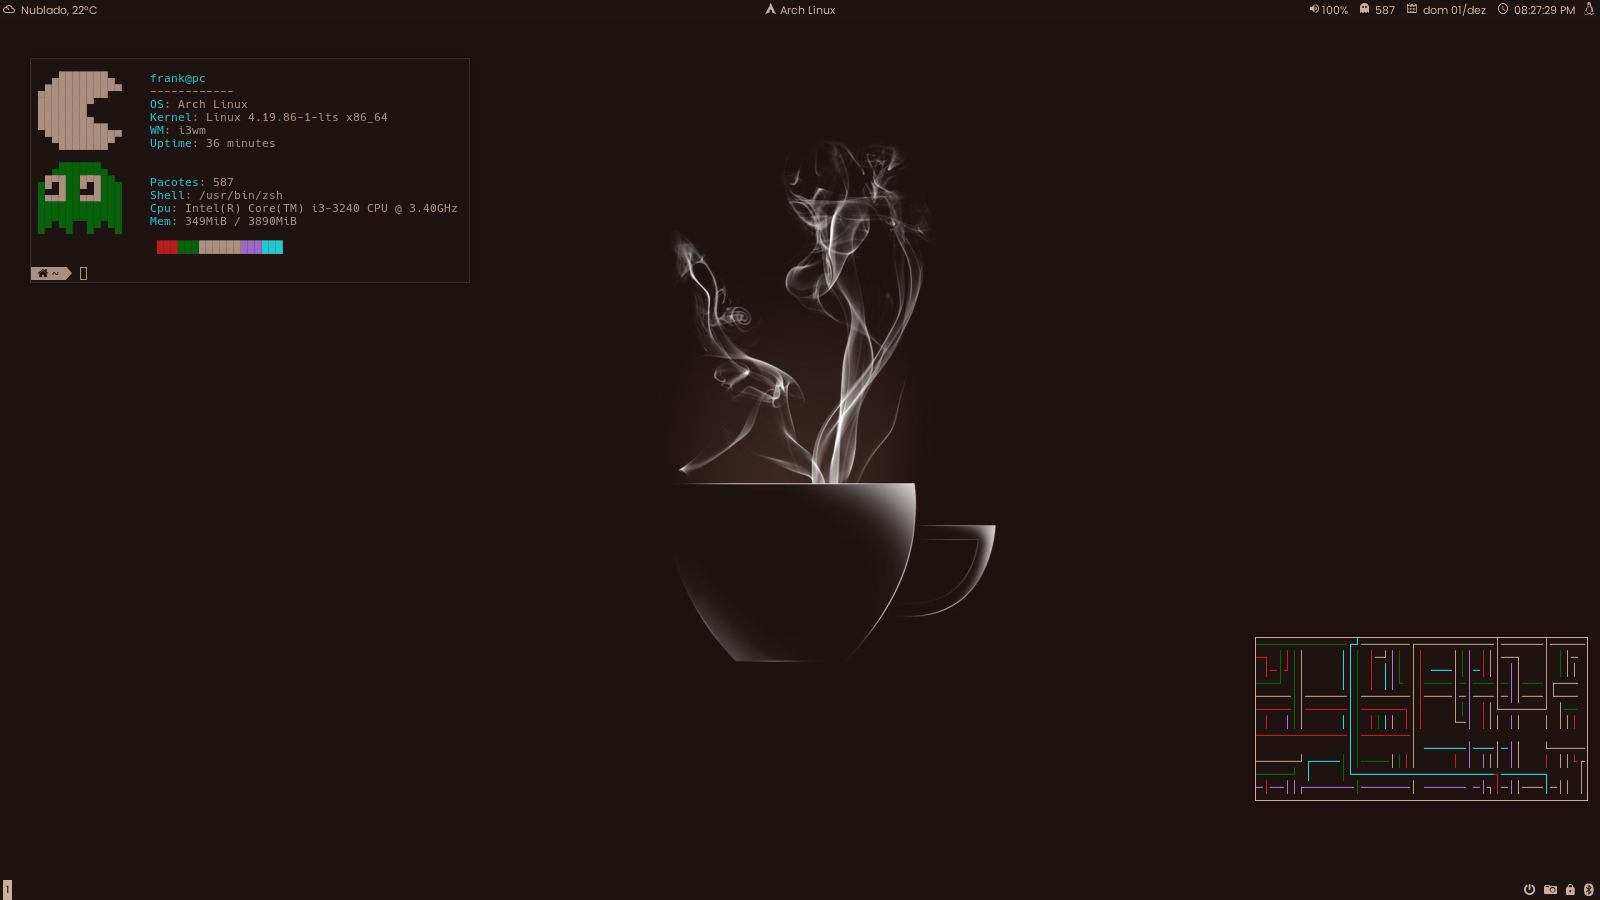 Nublado, 22°C
Arch Linux
100% 587 dom 01/dez 08:27:29 PM
frank@pc
------------
OS: Arch Linux
Kernel: Linux 4.19.86-1-lts x86_64
WM: i3wm
Uptime: 36 minutes
Pacotes: 587
Shell: /usr/bin/zsh
Cpu: Intel(R) Core(TM) i3-3240 CPU @ 3.40GHz
Mem: 349MiB / 3890MiB
~
1